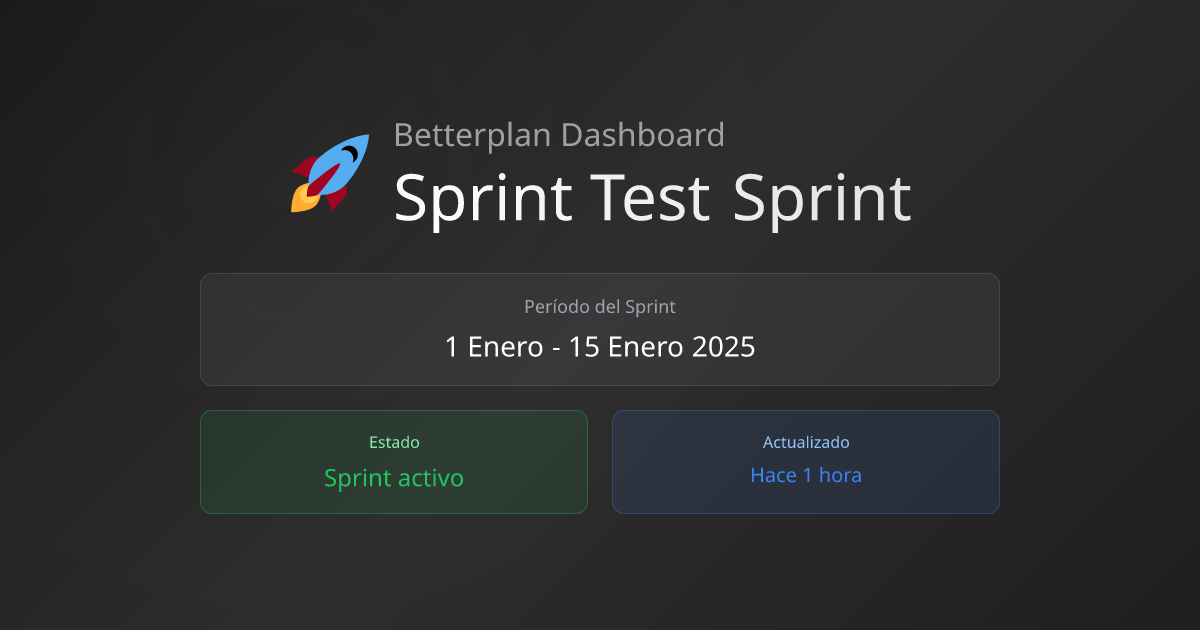 Betterplan Dashboard
Sprint Test Sprint
Período del Sprint
1 Enero - 15 Enero 2025
Estado
Sprint activo
Actualizado
Hace 1 hora